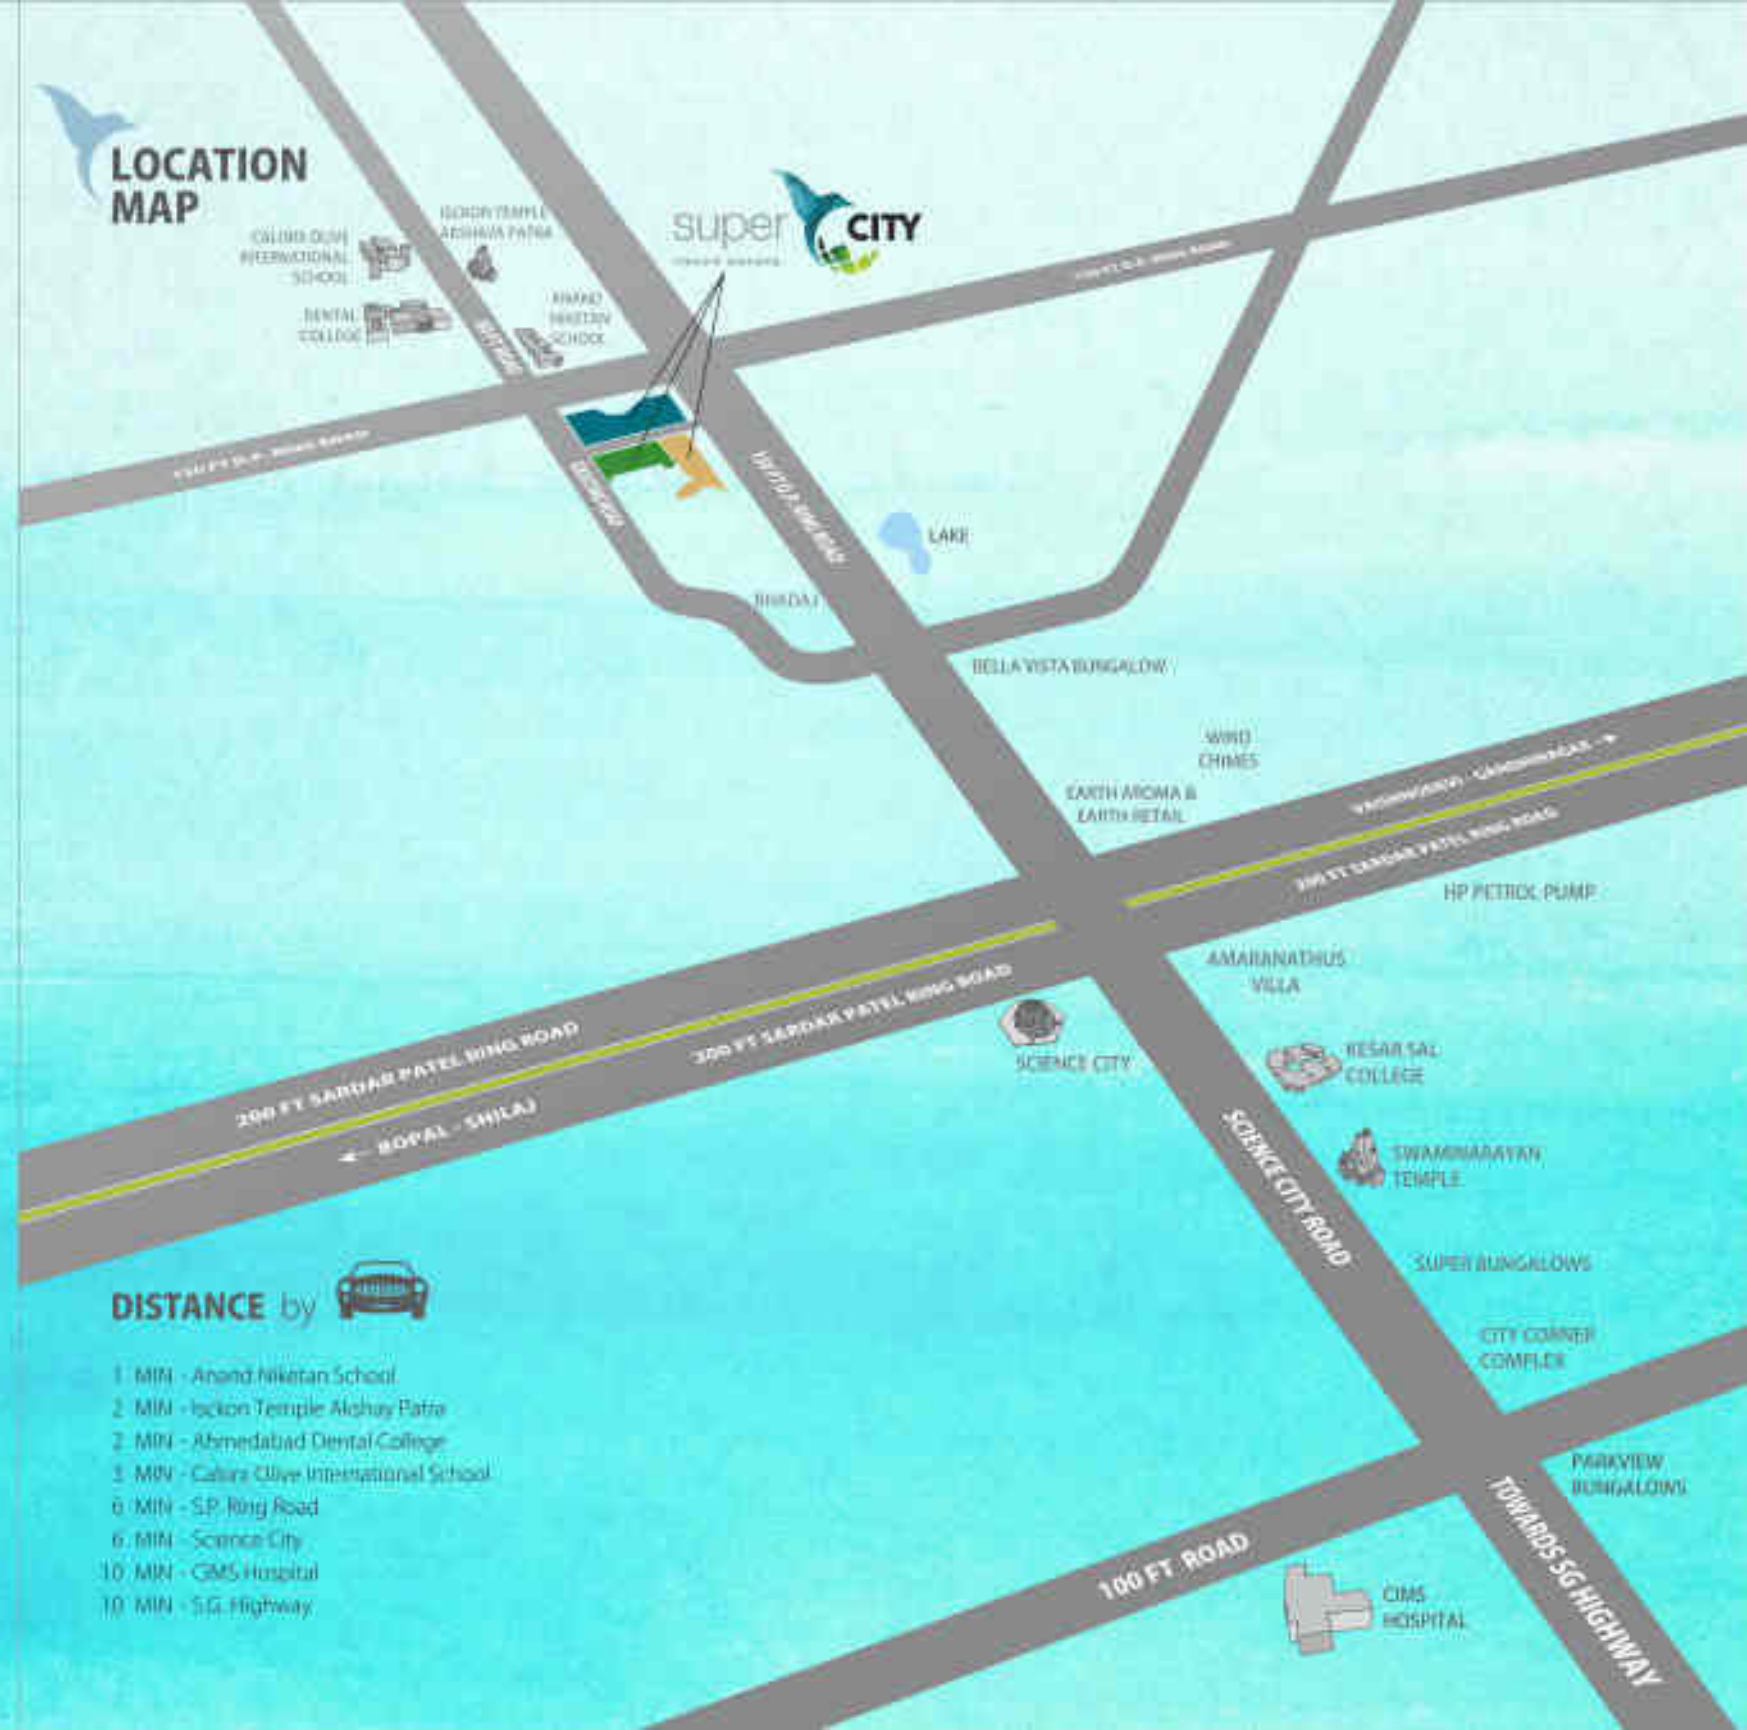 LOCATION
MAP
CALORX OLIVE
INTERNATIONAL
SCHOOL
ISCKON TEMPLE
AKSHAYA PATRA
DENTAL
COLLEGE
ANAND
NIKETAN
SCHOOL
super CITY
LAKE
BHADAJ
BELLA VISTA BUNGALOW
WIND
CHIMES
EARTH AROMA &
EARTH RETAIL
200 FT SARDAR PATEL RING ROAD
HP PETROL PUMP
AMARANATHUS
VILLA
200 FT SARDAR PATEL RING ROAD
200 FT SARDAR PATEL RING ROAD
← BOPAL - SHILAJ
SCIENCE CITY
KESAR SAL
COLLEGE
SCIENCE CITY ROAD
SWAMINARAYAN
TEMPLE
SUPER BUNGALOWS
CITY CORNER
COMPLEX
PARKVIEW
BUNGALOWS
100 FT ROAD
TOWARDS SG HIGHWAY
CIMS
HOSPITAL
DISTANCE by
1 MIN - Anand Niketan School
2 MIN - Isckon Temple Akshay Patra
2 MIN - Ahmedabad Dental College
3 MIN - Calorx Olive International School
6 MIN - S.P. Ring Road
6 MIN - Science City
10 MIN - CIMS Hospital
10 MIN - S.G. Highway